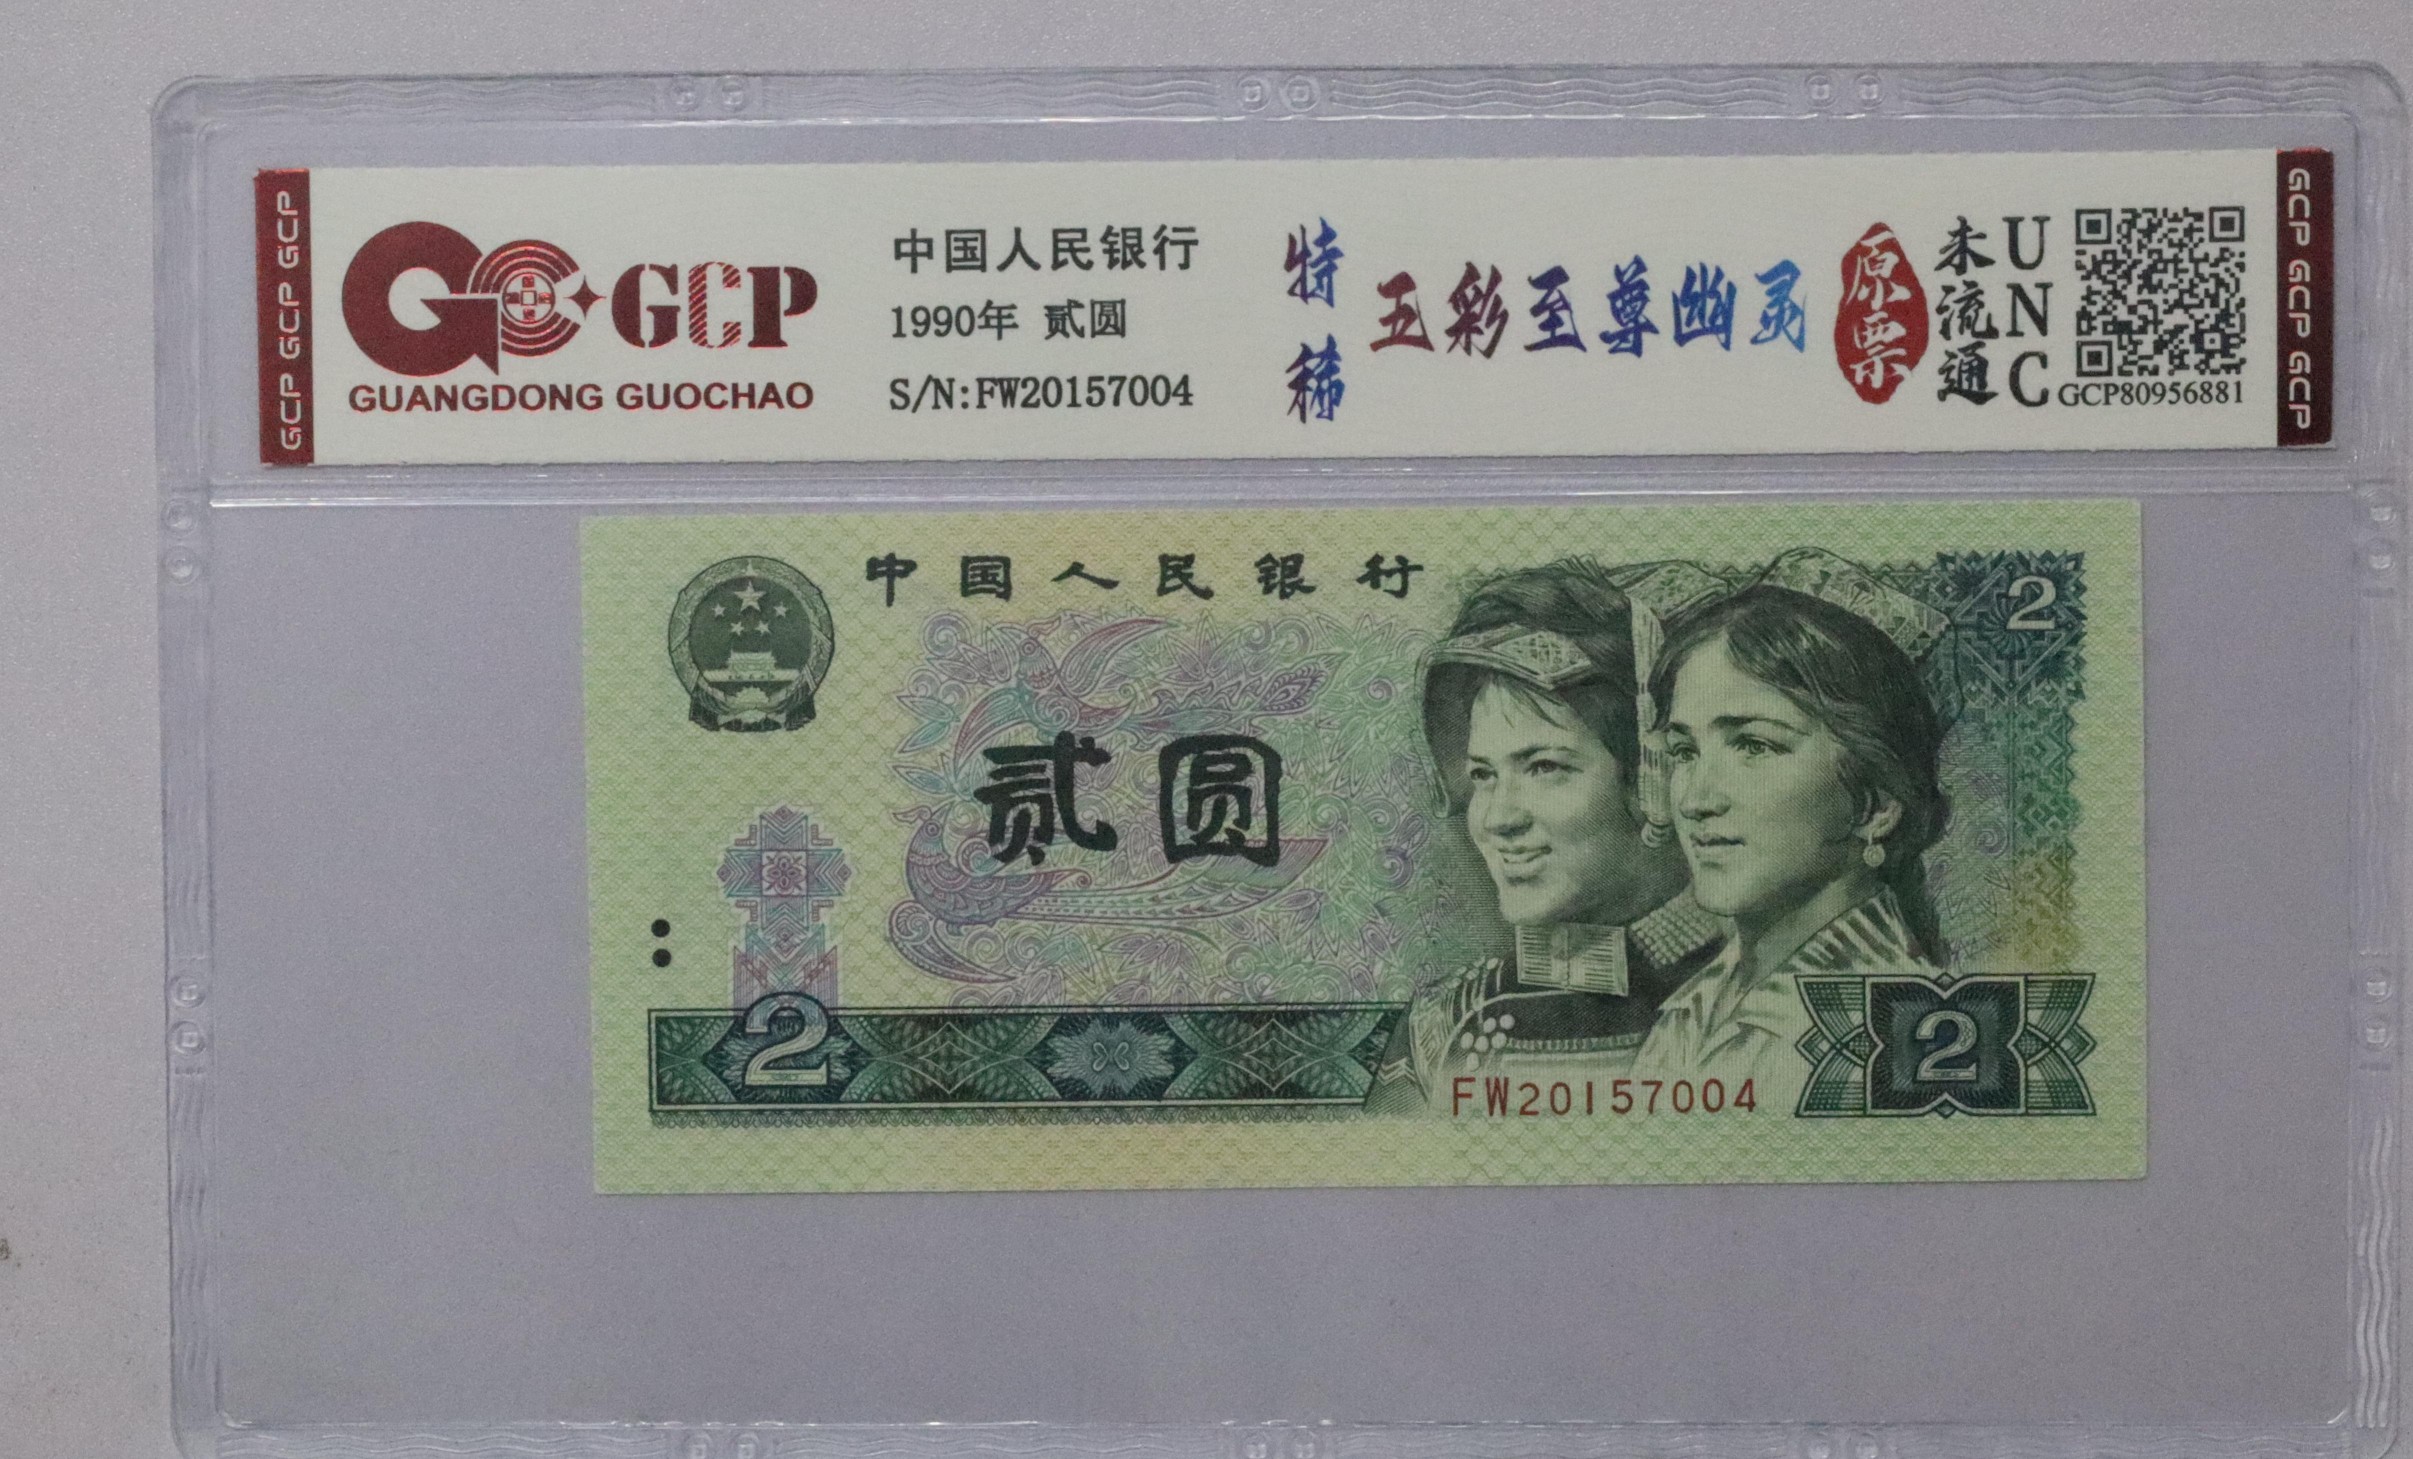 GCP GCP GCP
GCP
GUANGDONG GUOCHAO
中国人民银行
1990年 贰圆
S/N:FW20157004
特稀
五彩至尊幽灵
原票
未流通
UNC
GCP80956881
GCP GCP GCP
中国人民银行
2
贰圆
2
FW20157004
2